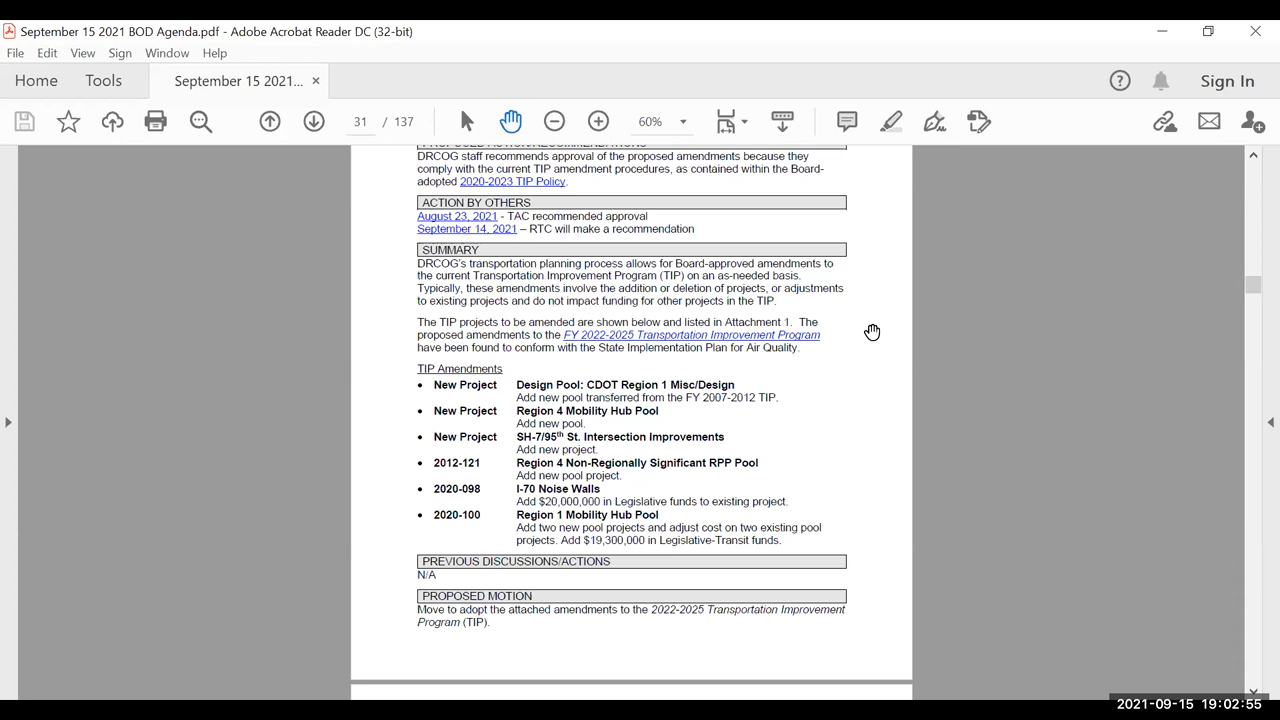 September 15 2021 BOD Agenda.pdf - Adobe Acrobat Reader DC (32-bit)
File Edit View Sign Window Help
Home Tools September 15 2021... × Sign In
31 / 137 60%
PROPOSED ACTION/RECOMMENDATIONS
DRCOG staff recommends approval of the proposed amendments because they
comply with the current TIP amendment procedures, as contained within the Board-
adopted 2020-2023 TIP Policy.
ACTION BY OTHERS
August 23, 2021 - TAC recommended approval
September 14, 2021 – RTC will make a recommendation
SUMMARY
DRCOG's transportation planning process allows for Board-approved amendments to
the current Transportation Improvement Program (TIP) on an as-needed basis.
Typically, these amendments involve the addition or deletion of projects, or adjustments
to existing projects and do not impact funding for other projects in the TIP.
The TIP projects to be amended are shown below and listed in Attachment 1. The
proposed amendments to the FY 2022-2025 Transportation Improvement Program
have been found to conform with the State Implementation Plan for Air Quality.
TIP Amendments
• New Project Design Pool: CDOT Region 1 Misc/Design
Add new pool transferred from the FY 2007-2012 TIP.
• New Project Region 4 Mobility Hub Pool
Add new pool.
• New Project SH-7/95th St. Intersection Improvements
Add new project.
• 2012-121 Region 4 Non-Regionally Significant RPP Pool
Add new pool project.
• 2020-098 I-70 Noise Walls
Add $20,000,000 in Legislative funds to existing project.
• 2020-100 Region 1 Mobility Hub Pool
Add two new pool projects and adjust cost on two existing pool
projects. Add $19,300,000 in Legislative-Transit funds.
PREVIOUS DISCUSSIONS/ACTIONS
N/A
PROPOSED MOTION
Move to adopt the attached amendments to the 2022-2025 Transportation Improvement
Program (TIP).
2021-09-15 19:02:55